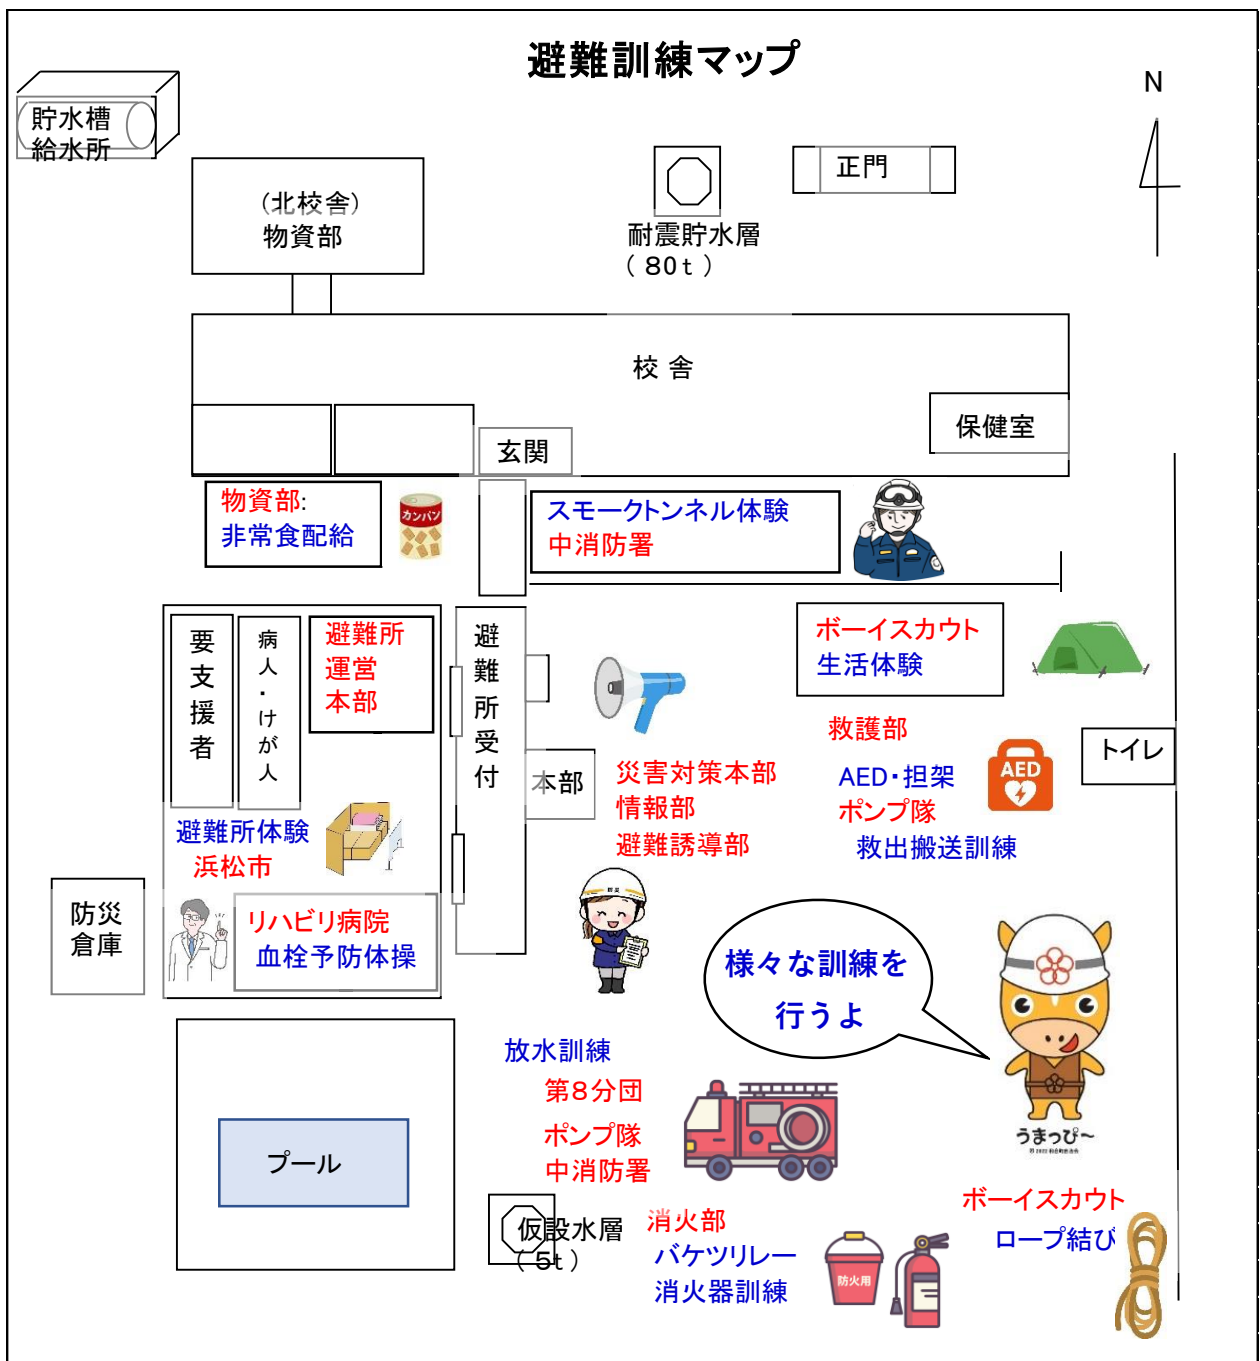 避難訓練マップ
N
貯水槽
給水所
正門
(北校舎)
物資部
耐震貯水層
(80t)
校舎
保健室
玄関
物資部:
非常食配給
カンパン
スモークトンネル体験
中消防署
要支援者
病人・けが人
避難所
運営
本部
避難所受付
ボーイスカウト
生活体験
救護部
AED・担架
ポンプ隊
救出搬送訓練
AED
トイレ
本部
災害対策本部
情報部
避難誘導部
避難所体験
浜松市
防災
倉庫
リハビリ病院
血栓予防体操
防災
様々な訓練を
行うよ
うまっぴ～
放水訓練
第8分団
ポンプ隊
中消防署
プール
仮設水層
(5t)
消火部
バケツリレー
消火器訓練
防火用
ボーイスカウト
ロープ結び